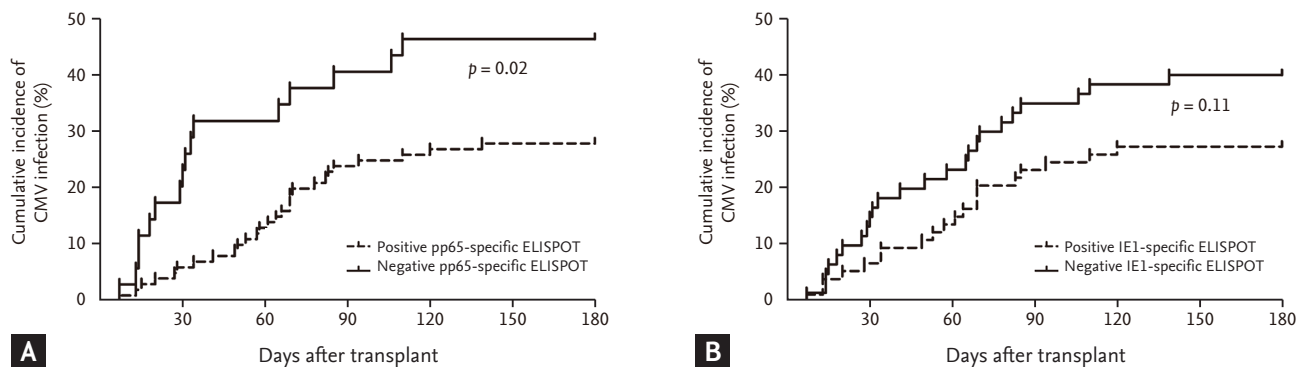 Cumulative incidence of
CMV infection (%)
50
40
30
20
10
0
p = 0.02
Positive pp65-specific ELISPOT
Negative pp65-specific ELISPOT
30 60 90 120 150 180
A
Days after transplant
Cumulative incidence of
CMV infection (%)
50
40
30
20
10
0
p = 0.11
Positive IE1-specific ELISPOT
Negative IE1-specific ELISPOT
30 60 90 120 150 180
B
Days after transplant